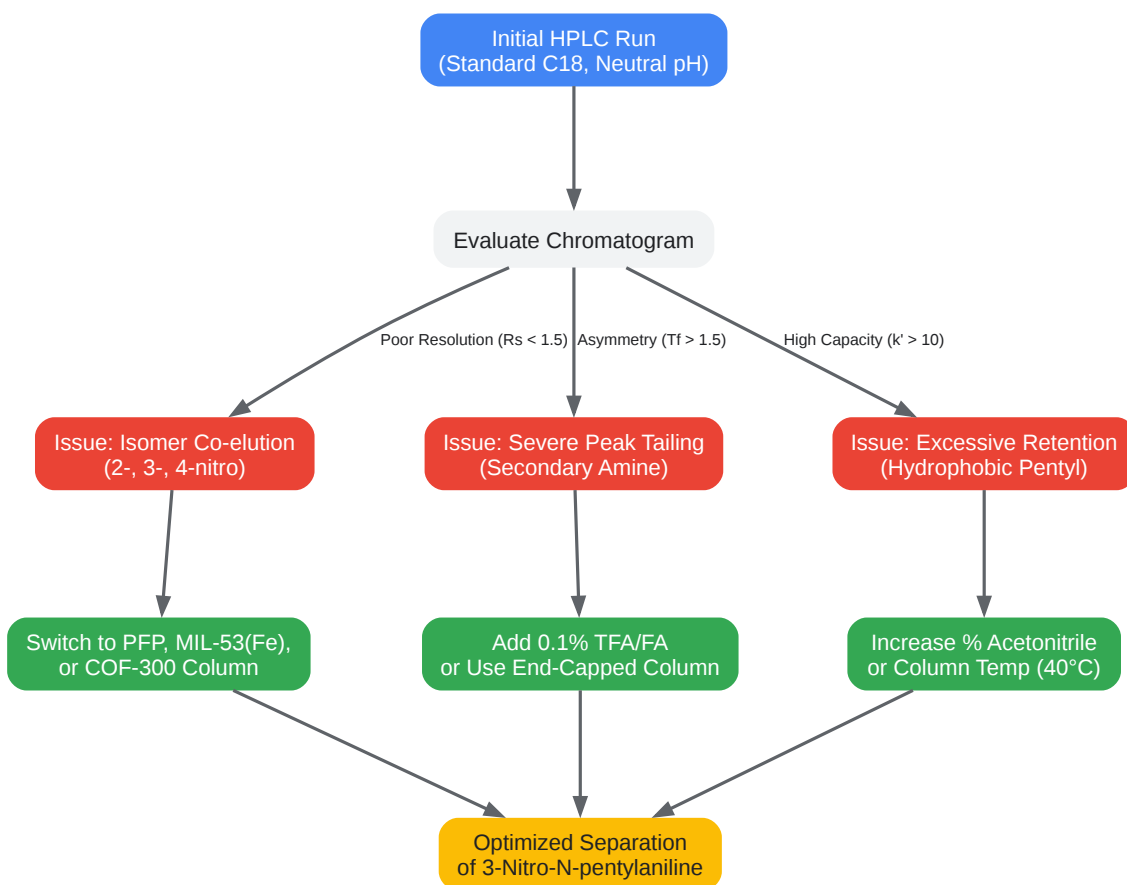 Initial HPLC Run
(Standard C18, Neutral pH)
Evaluate Chromatogram
Poor Resolution (Rs < 1.5)
Asymmetry (Tf > 1.5)
High Capacity (k' > 10)
Issue: Isomer Co-elution
(2-, 3-, 4-nitro)
Issue: Severe Peak Tailing
(Secondary Amine)
Issue: Excessive Retention
(Hydrophobic Pentyl)
Switch to PFP, MIL-53(Fe),
or COF-300 Column
Add 0.1% TFA/FA
or Use End-Capped Column
Increase % Acetonitrile
or Column Temp (40°C)
Optimized Separation
of 3-Nitro-N-pentylaniline